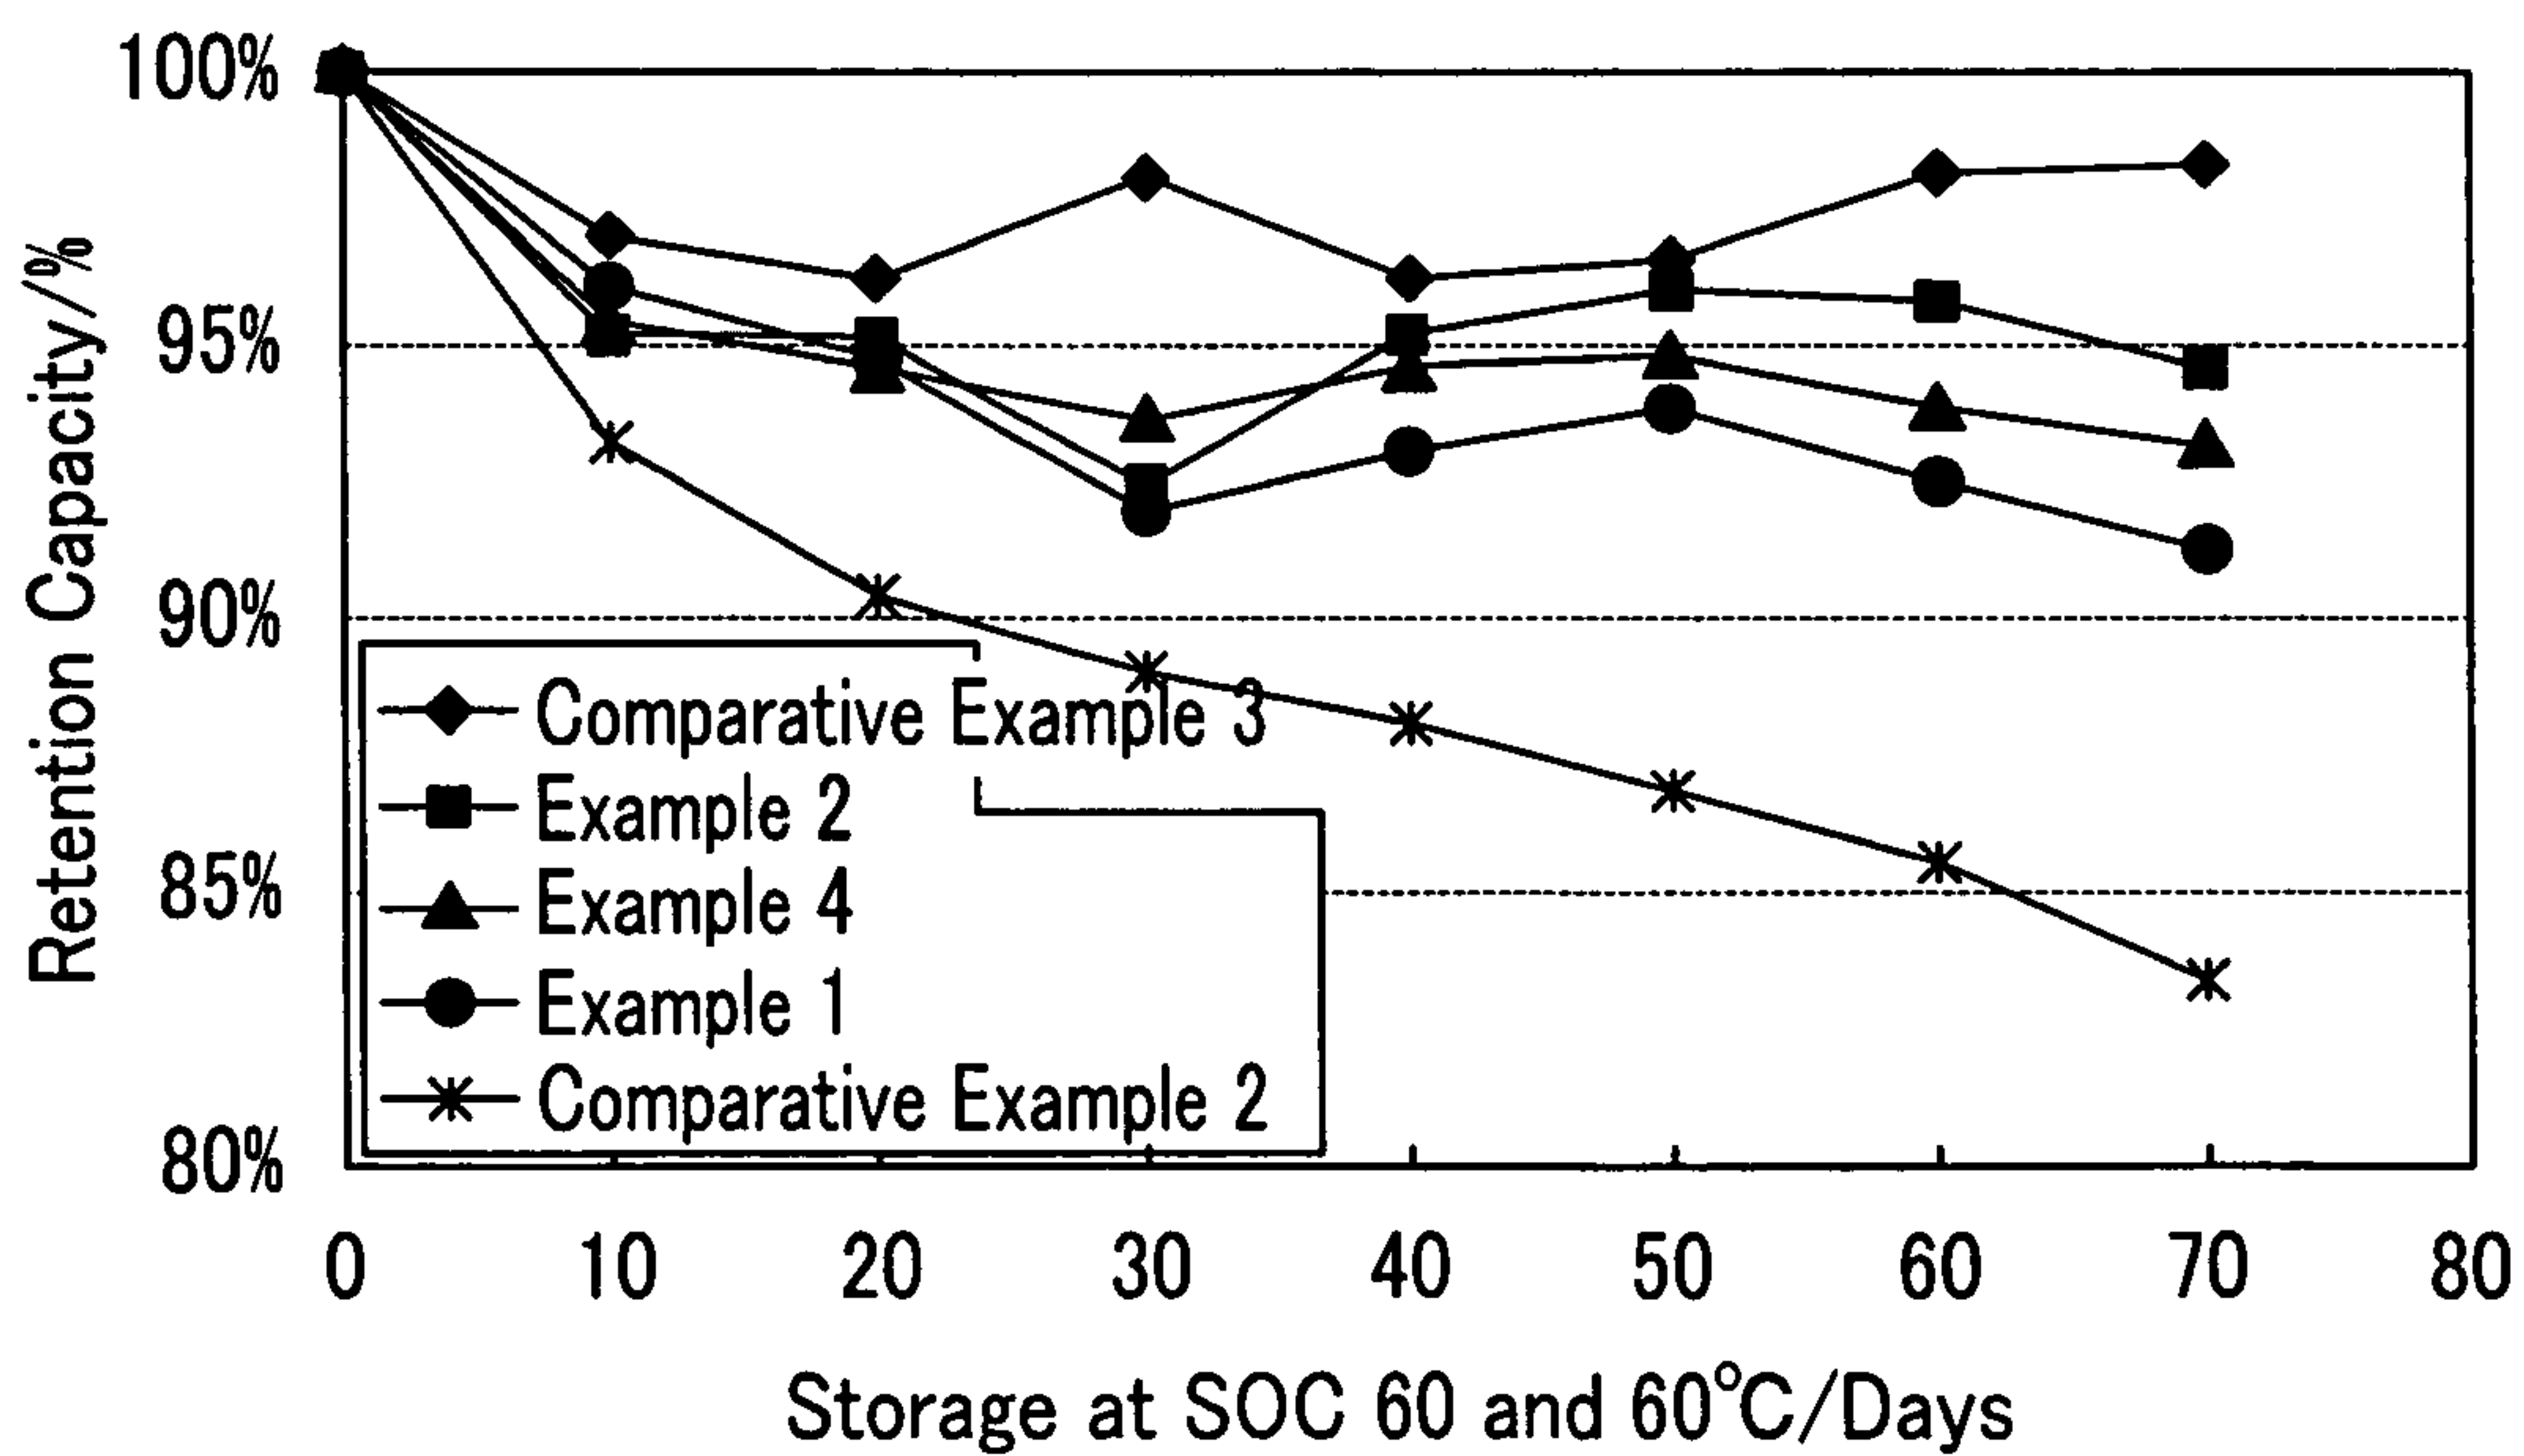 100%
95%
90%
85%
80%
Retention Capacity/%
Comparative Example 3
Example 2
Example 4
Example 1
Comparative Example 2
0 10 20 30 40 50 60 70 80
Storage at SOC 60 and 60°C/Days